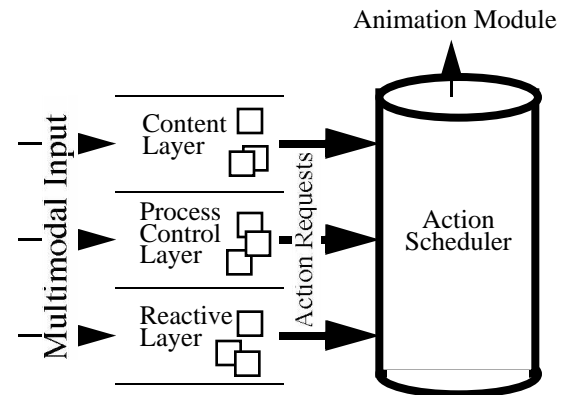 Animation Module
Multimodal Input
Content
Layer
Process
Control
Layer
Reactive
Layer
Action Requests
Action
Scheduler